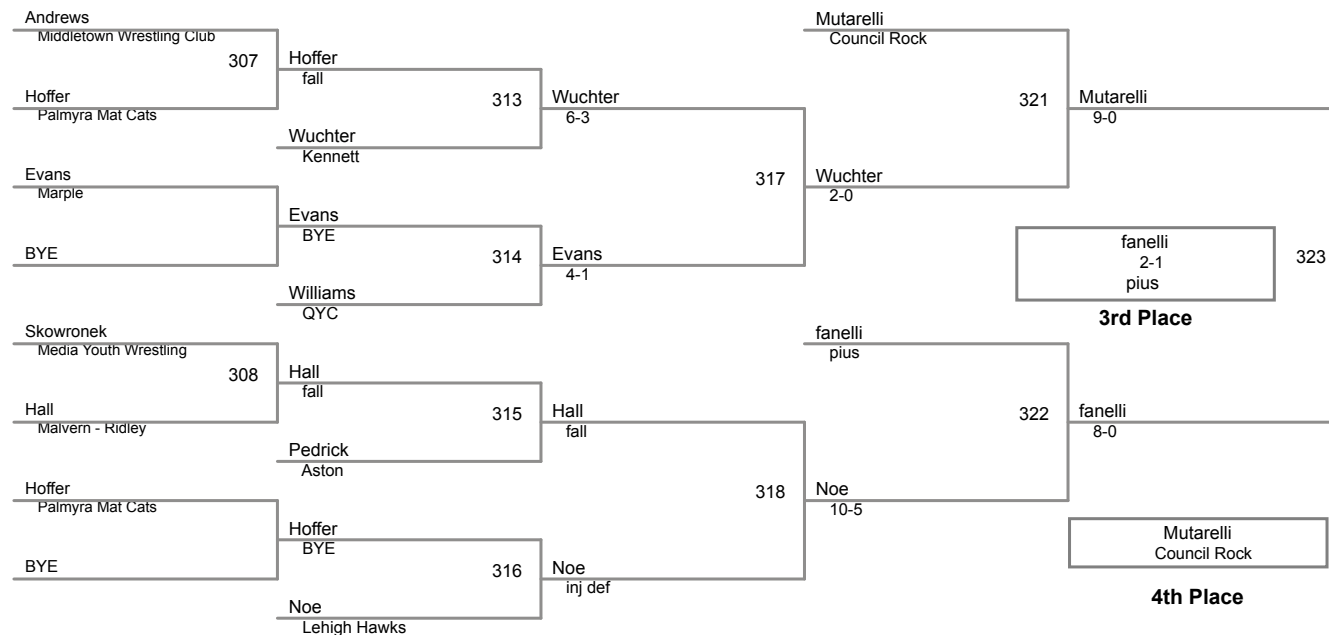 Andrews
Middletown Wrestling Club
307
Hoffer
Palmyra Mat Cats
Hoffer
fall
313
Wuchter
Kennett
Wuchter
6-3
Evans
Marple
BYE
Evans
BYE
314
Williams
QYC
Evans
4-1
317
Wuchter
2-0
Mutarelli
Council Rock
321
Mutarelli
9-0
fanelli
2-1
pius
323
3rd Place
Skowronek
Media Youth Wrestling
308
Hall
Malvern - Ridley
Hall
fall
315
Pedrick
Aston
Hall
fall
Hoffer
Palmyra Mat Cats
BYE
Hoffer
BYE
316
Noe
Lehigh Hawks
Noe
inj def
318
Noe
10-5
fanelli
pius
322
fanelli
8-0
Mutarelli
Council Rock
4th Place